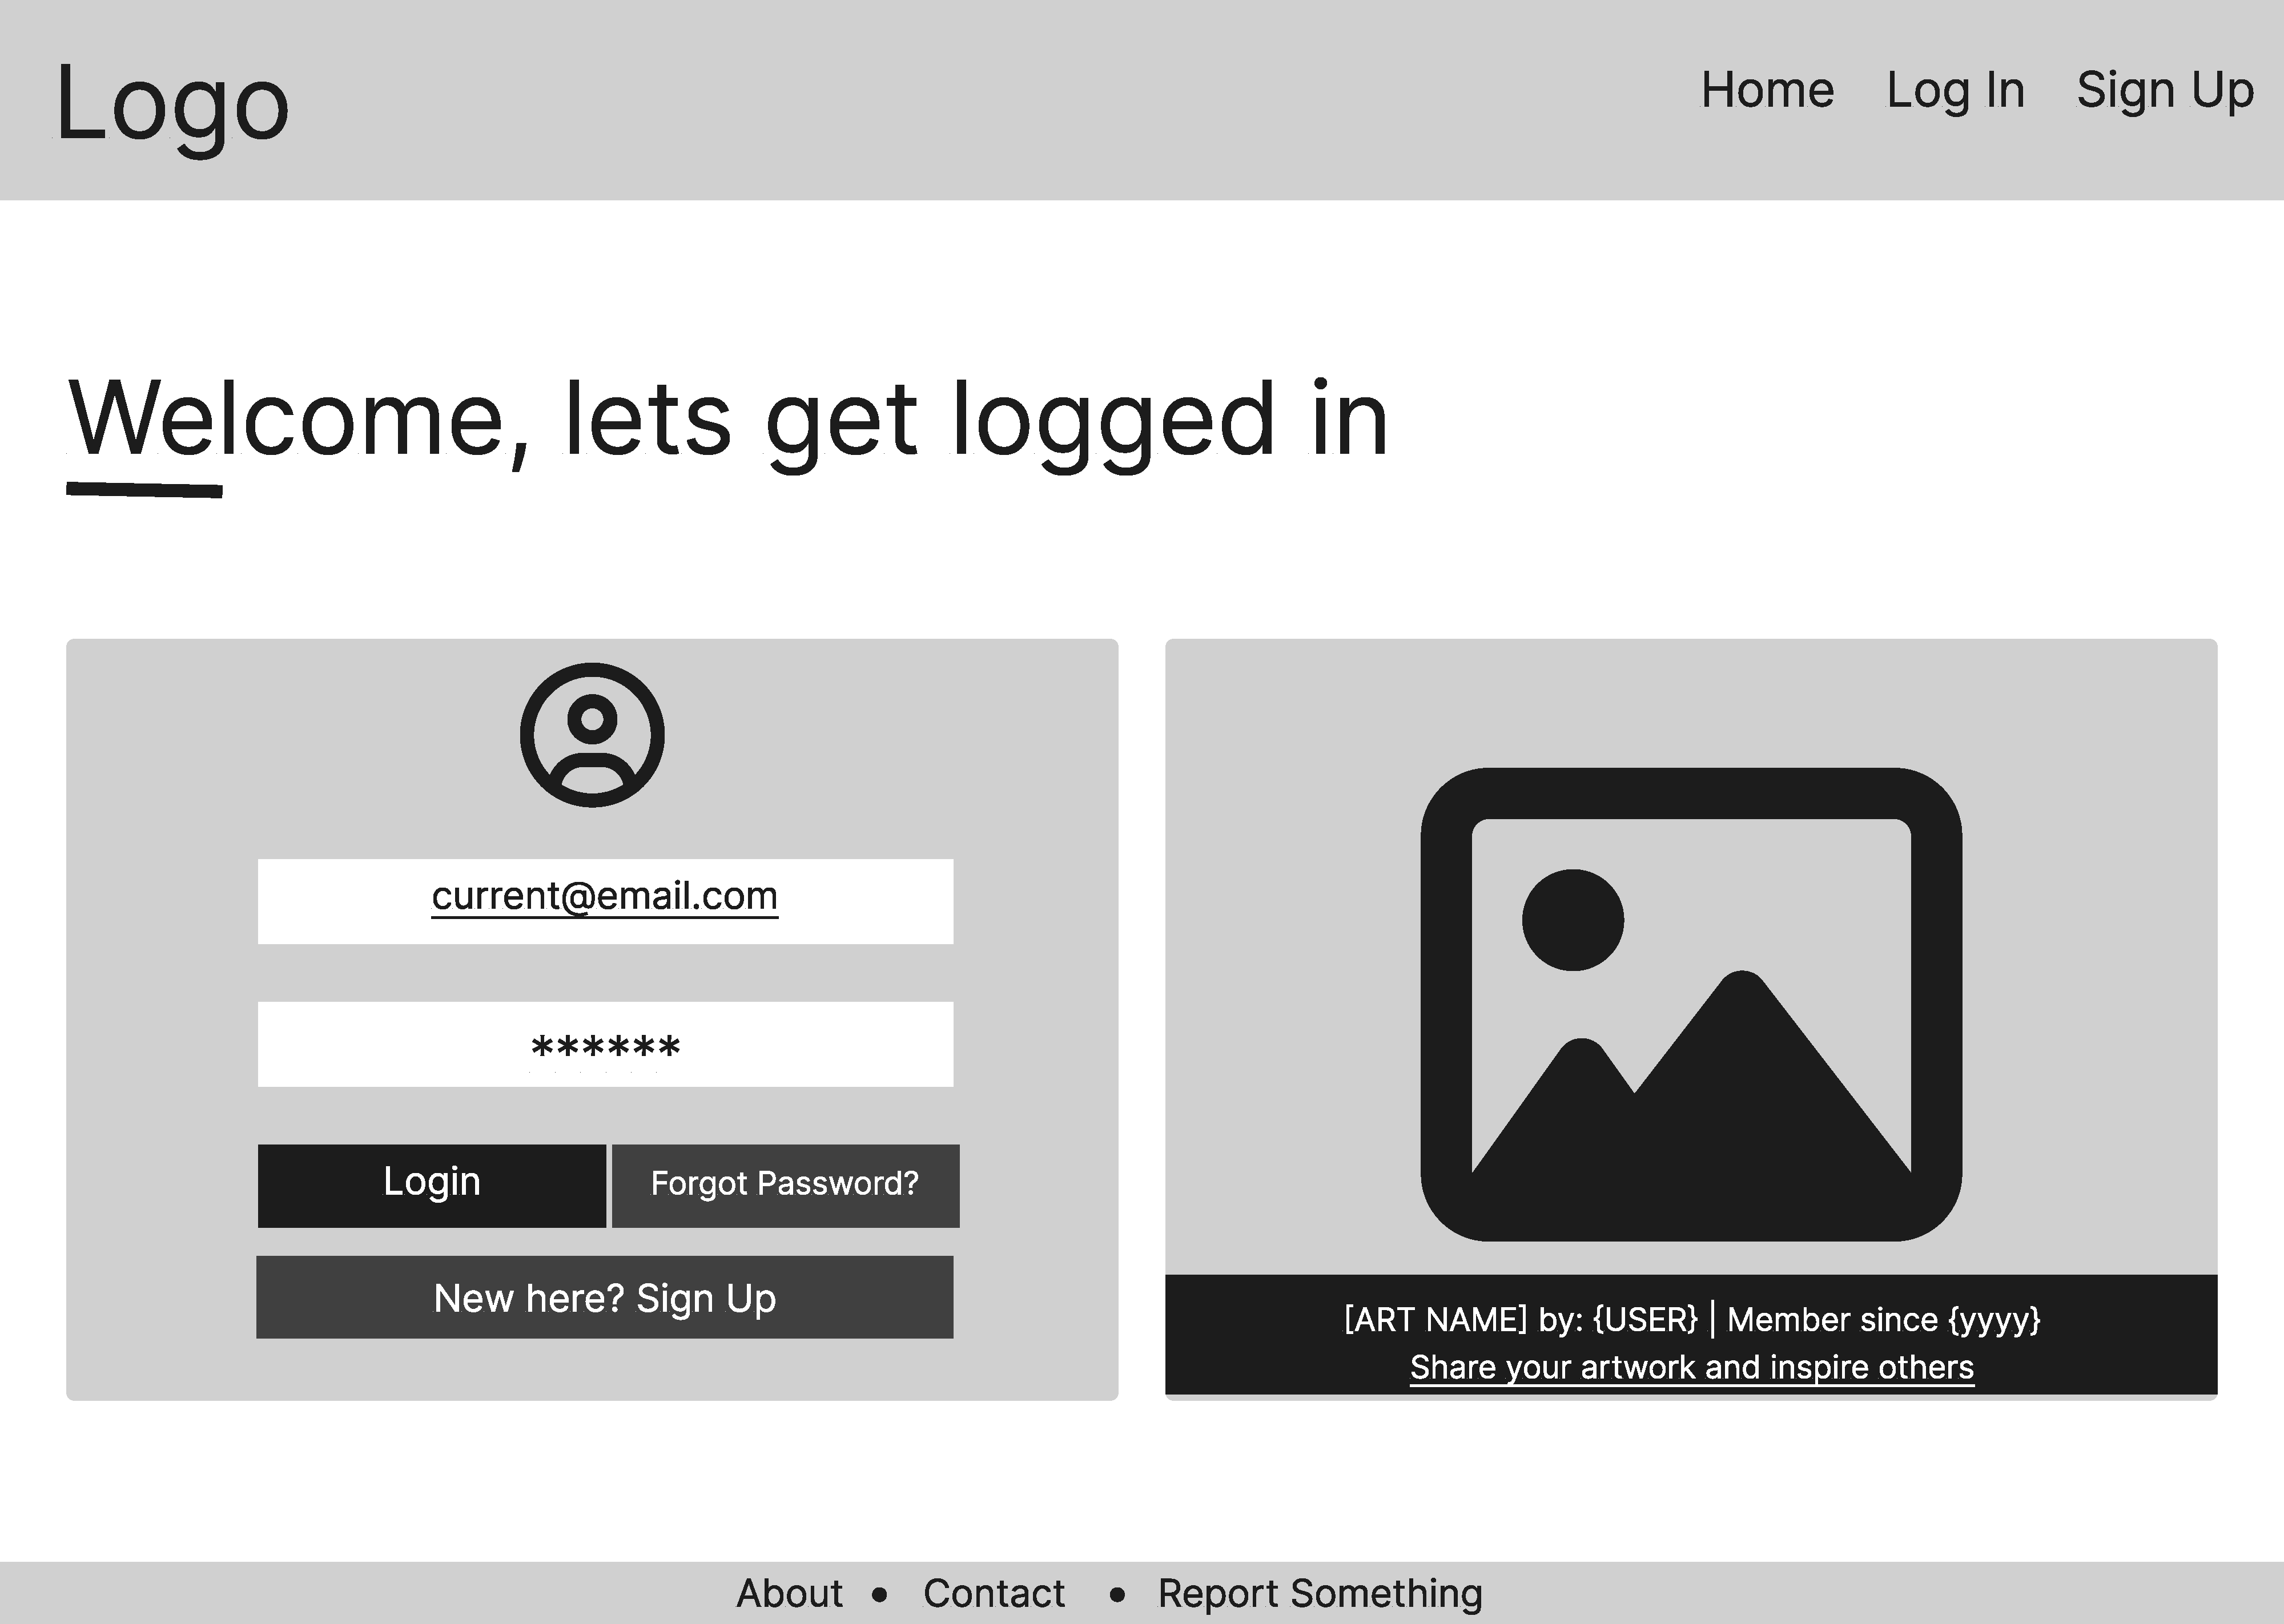 Logo
Home Log In Sign Up
Welcome, lets get logged in
current@email.com
******
Login Forgot Password?
New here? Sign Up
[ART NAME] by: {USER} | Member since {yyyy}
Share your artwork and inspire others
About • Contact • Report Something